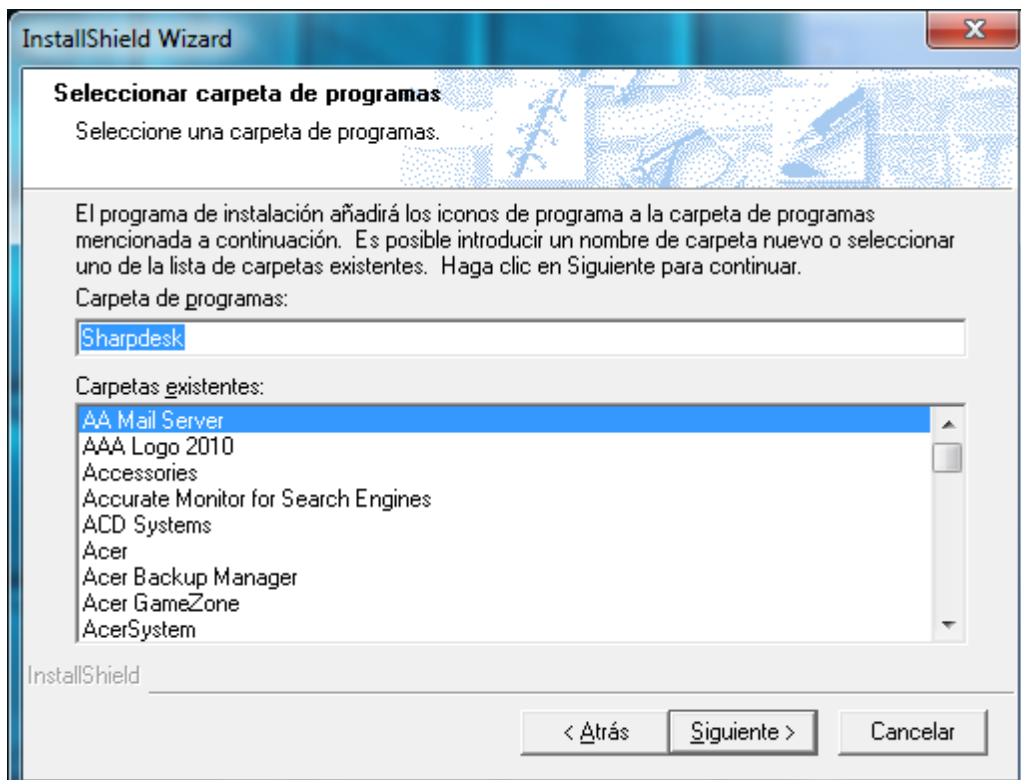 InstallShield Wizard
Seleccionar carpeta de programas
Seleccione una carpeta de programas.
El programa de instalación añadirá los iconos de programa a la carpeta de programas
mencionada a continuación.  Es posible introducir un nombre de carpeta nuevo o seleccionar
uno de la lista de carpetas existentes.  Haga clic en Siguiente para continuar.
Carpeta de programas:
Sharpdesk
Carpetas existentes:
AA Mail Server
AAA Logo 2010
Accessories
Accurate Monitor for Search Engines
ACD Systems
Acer
Acer Backup Manager
Acer GameZone
AcerSystem
InstallShield
< Atrás
Siguiente >
Cancelar